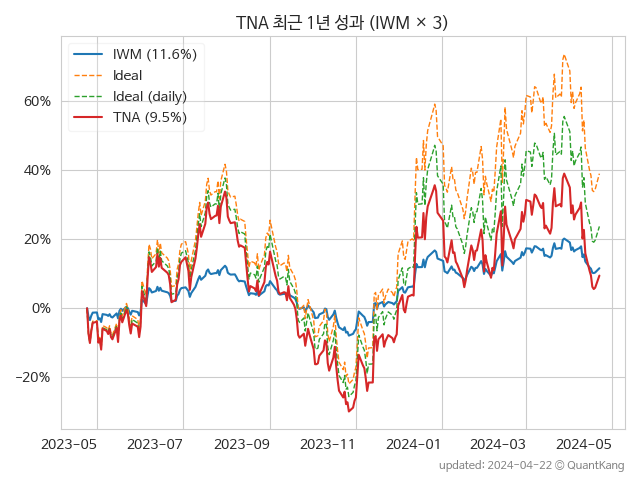 TNA 최근 1년 성과 (IWM × 3)
IWM (11.6%)
Ideal
Ideal (daily)
TNA (9.5%)
60%
40%
20%
0%
−20%
2023-05 2023-07 2023-09 2023-11 2024-01 2024-03 2024-05
updated: 2024-04-22 © QuantKang